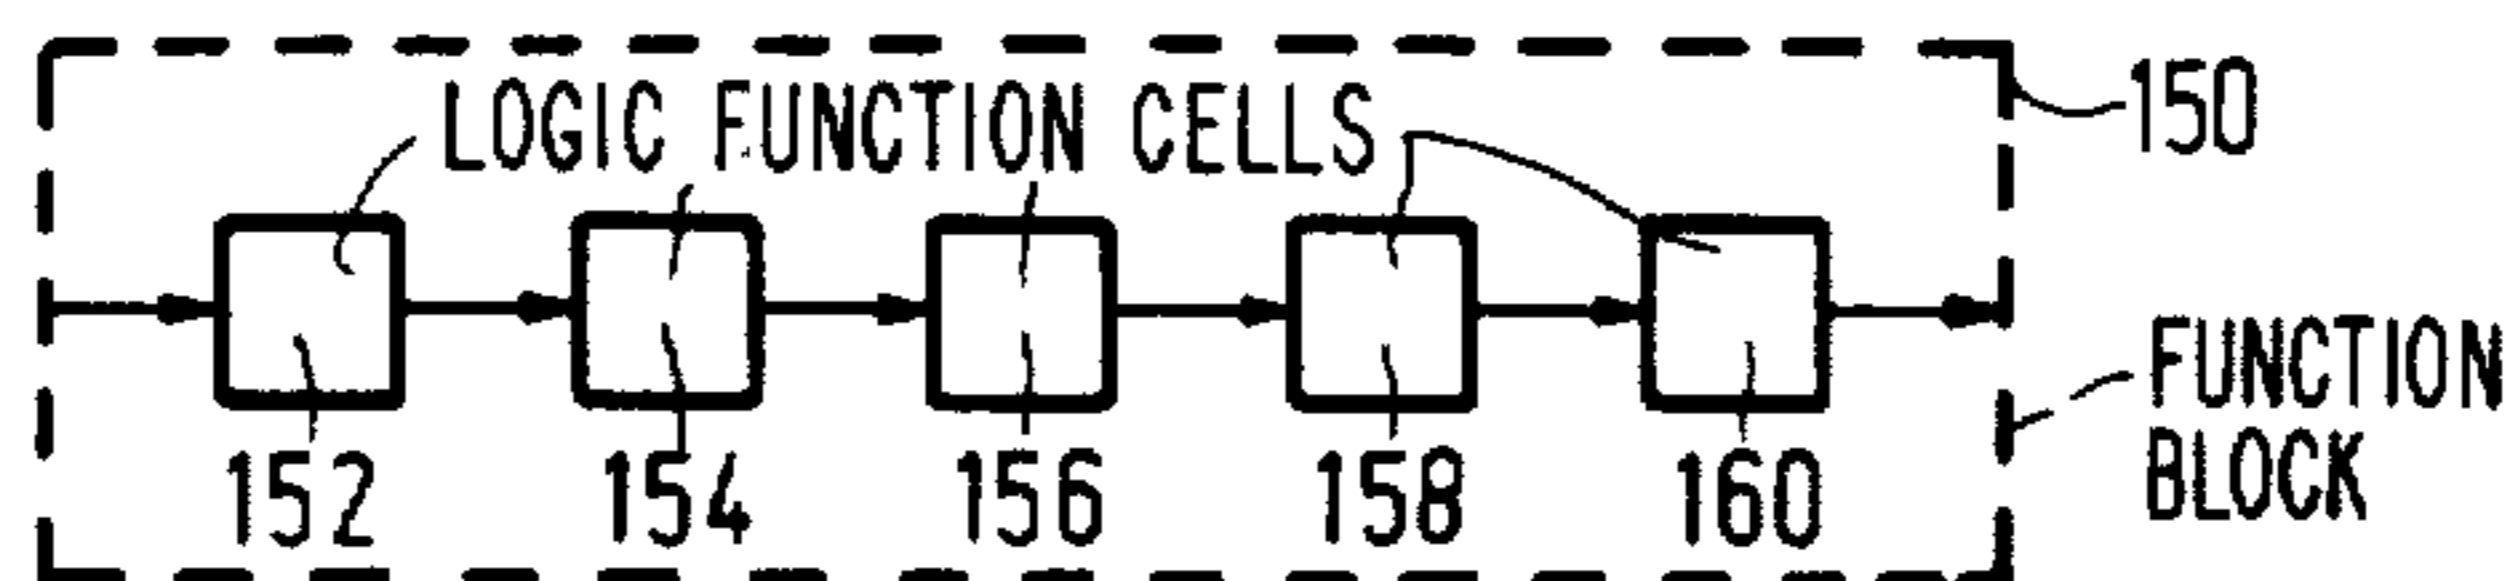 LOGIC FUNCTION CELLS
150
FUNCTION
BLOCK
152 154 156 158 160